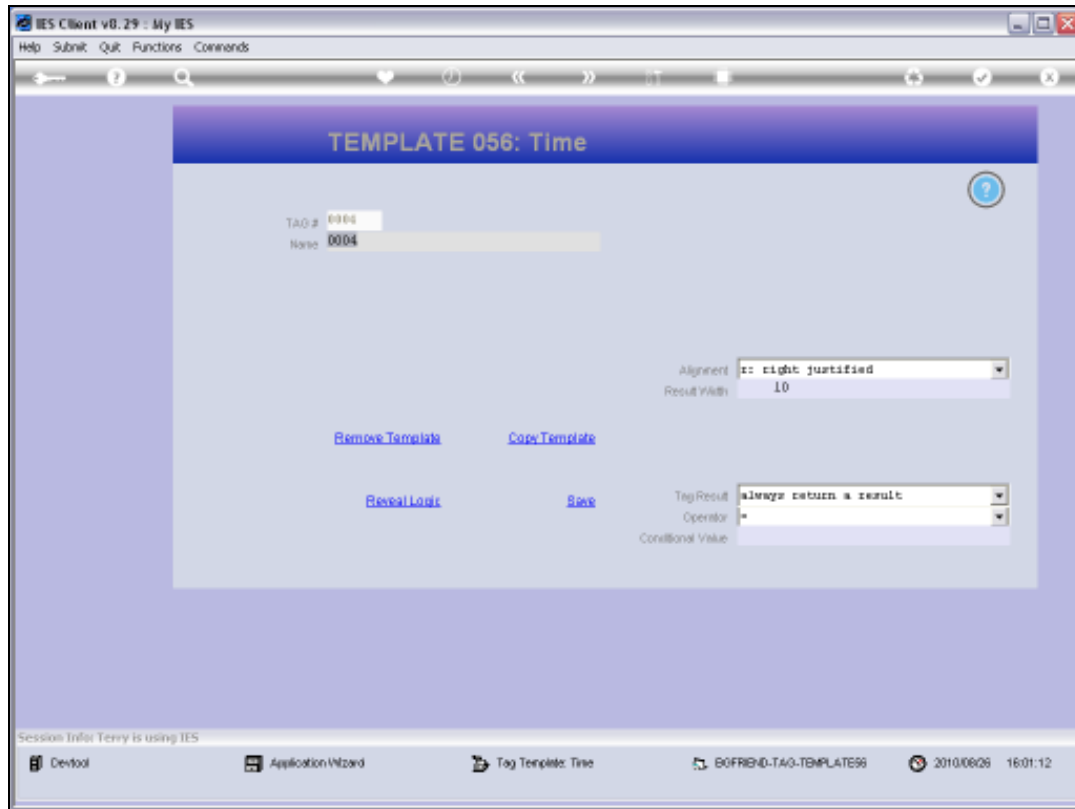 IES Client v8.29 : My IES
Help Submit Quit Functions Commands
TEMPLATE 056: Time
TAG # 0004
Name 0004
Alignment r: right justified
Result Width 10
Remove Template Copy Template
Reveal Logic Save
Tag Result always return a result
Operator =
Conditional Value
Session Info: Terry is using IES
Devtool Application Wizard Tag Template: Time BGFRIEND-TAG-TEMPLATE56 2010/08/26 16:01:12